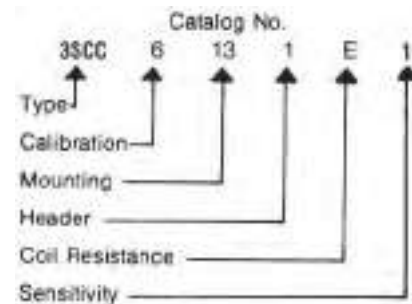 Catalog No.
3SCC 6 13 1 E 1
Type
Calibration
Mounting
Header
Coil Resistance
Sensitivity